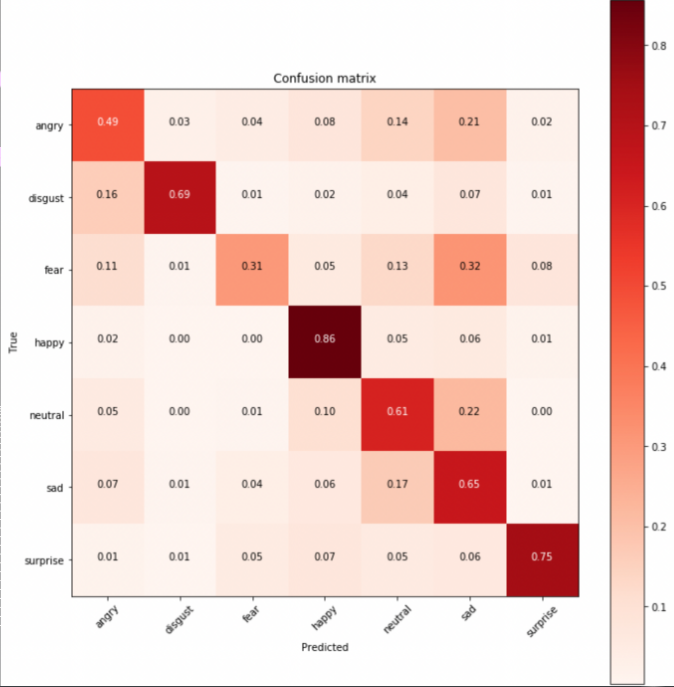 Confusion matrix
angry 0.49 0.03 0.04 0.08 0.14 0.21 0.02
disgust 0.16 0.69 0.01 0.02 0.04 0.07 0.01
fear 0.11 0.01 0.31 0.05 0.13 0.32 0.08
happy 0.02 0.00 0.00 0.86 0.05 0.06 0.01
neutral 0.05 0.00 0.01 0.10 0.61 0.22 0.00
sad 0.07 0.01 0.04 0.06 0.17 0.65 0.01
surprise 0.01 0.01 0.05 0.07 0.05 0.06 0.75
angry disgust fear happy neutral sad surprise
Predicted
True
0.8
0.7
0.6
0.5
0.4
0.3
0.2
0.1